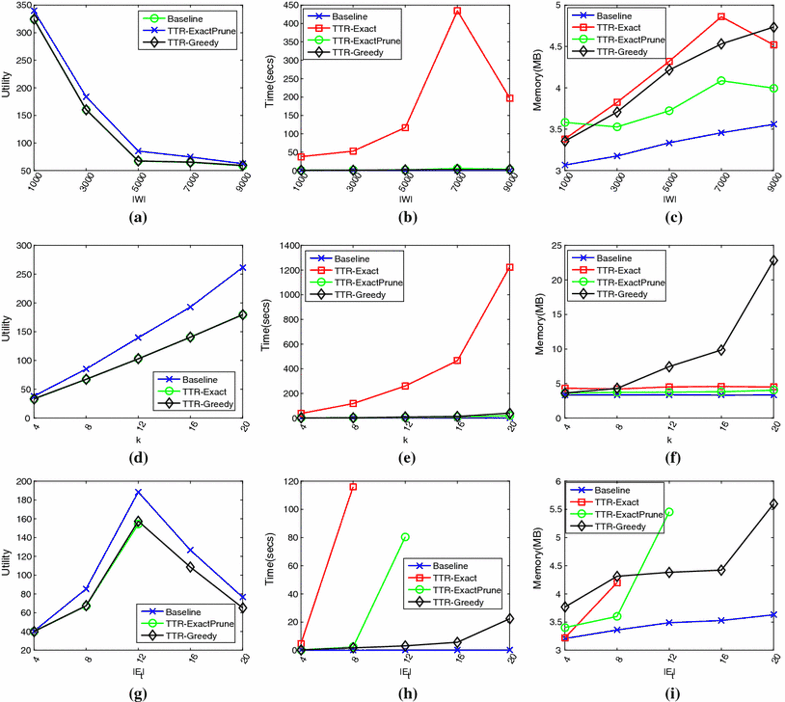 350
300
250
200
150
100
50
Utility
1000
3000
5000
7000
9000
|W|
Baseline
TTR-ExactPrune
TTR-Greedy
(a)
450
400
350
300
250
200
150
100
50
0
Time(secs)
1000
3000
5000
7000
9000
|W|
Baseline
TTR-Exact
TTR-ExactPrune
TTR-Greedy
(b)
5
4.5
4
3.5
3
Memory(MB)
1000
3000
5000
7000
9000
|W|
Baseline
TTR-Exact
TTR-ExactPrune
TTR-Greedy
(c)
300
250
200
150
100
50
0
Utility
4
8
12
16
20
k
Baseline
TTR-Exact
TTR-Greedy
(d)
1400
1200
1000
800
600
400
200
0
Time(secs)
4
8
12
16
20
k
Baseline
TTR-Exact
TTR-ExactPrune
TTR-Greedy
(e)
25
20
15
10
5
0
Memory(MB)
4
8
12
16
20
k
Baseline
TTR-Exact
TTR-ExactPrune
TTR-Greedy
(f)
200
180
160
140
120
100
80
60
40
20
Utility
4
8
12
16
20
Baseline
TTR-ExactPrune
TTR-Greedy
(g)
120
100
80
60
40
20
0
Time(secs)
4
8
12
16
20
Baseline
TTR-Exact
TTR-ExactPrune
TTR-Greedy
(h)
6
5.5
5
4.5
4
3.5
3
Memory(MB)
4
8
12
16
20
Baseline
TTR-Exact
TTR-ExactPrune
TTR-Greedy
(i)